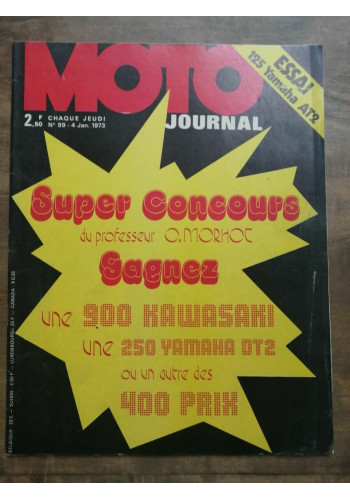 MOTO
JOURNAL
2,50 F CHAQUE JEUDI
N° 99 - 4 Jan. 1973
ESSAI
125 Yamaha AT2
Super Concours
du professeur O. MORHOT
Gagnez
une 900 KAWASAKI
une 250 YAMAHA DT2
ou un autre des
400 PRIX